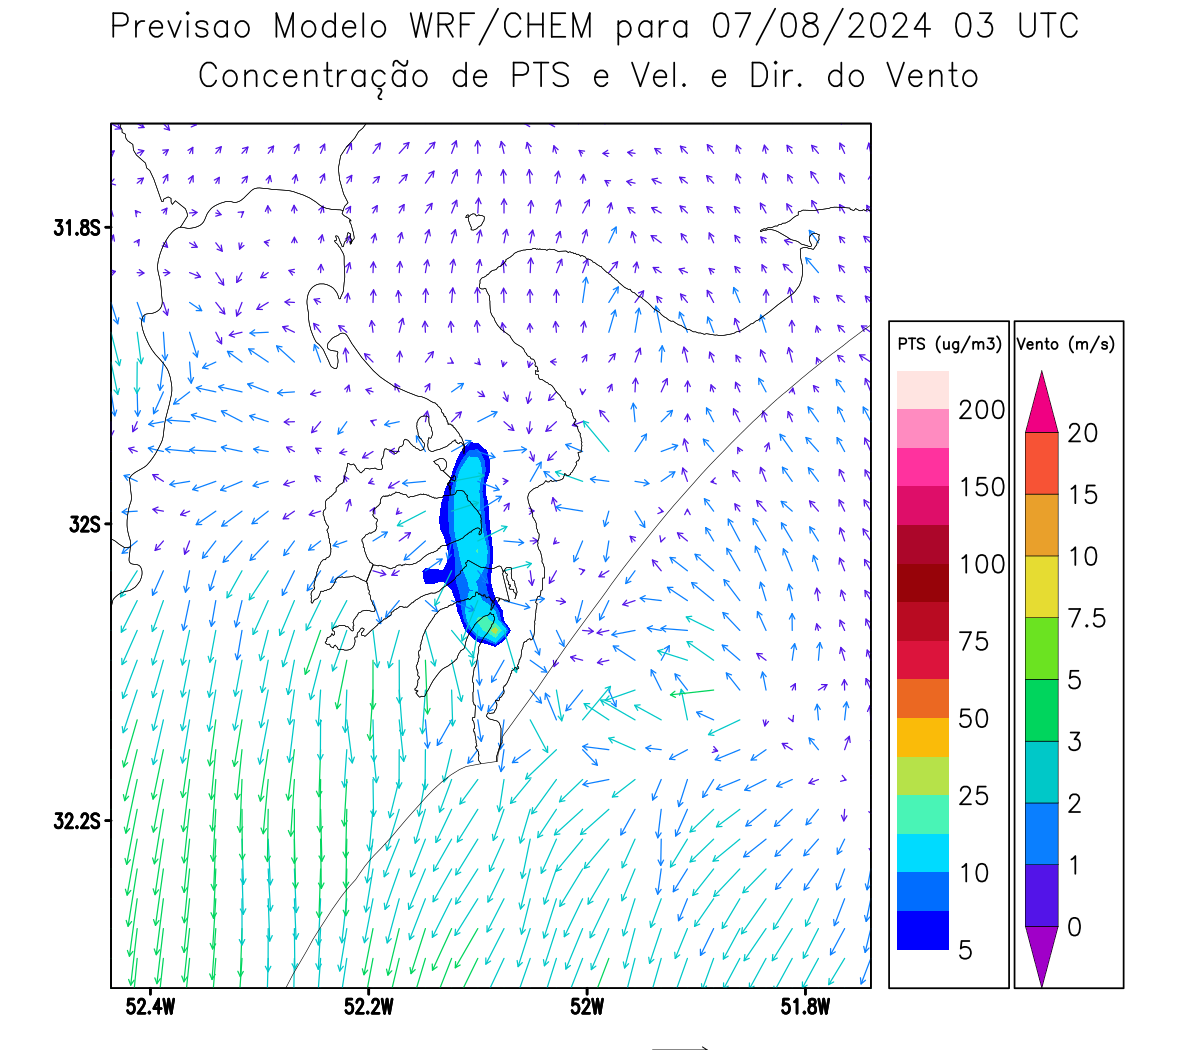 Previsao Modelo WRF/CHEM para 07/08/2024 03 UTC
Concentração de PTS e Vel. e Dir. do Vento
31.8S
32S
32.2S
52.4W
52.2W
52W
51.8W
PTS (ug/m3)
200
150
100
75
50
25
10
5
Vento (m/s)
20
15
10
7.5
5
3
2
1
0